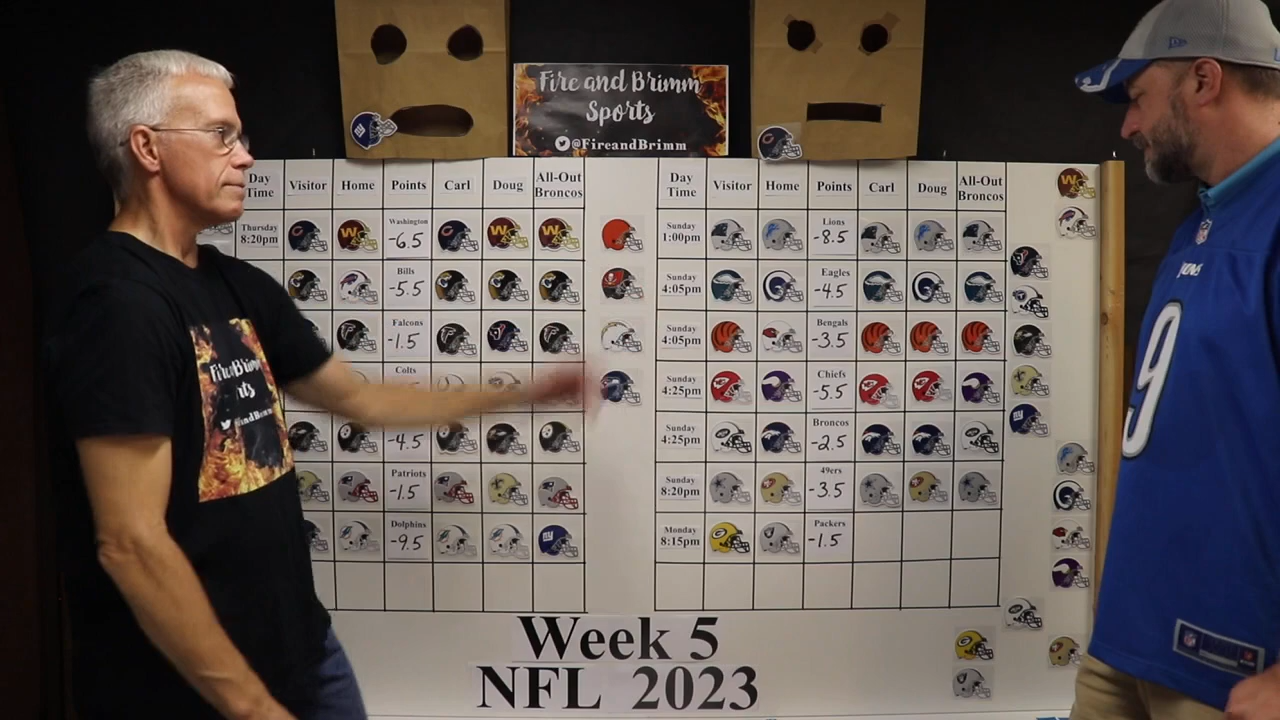 Fire and Brimm
Sports
@FireandBrimm
Day Time Visitor Home Points Carl Doug All-Out Broncos
Thursday 8:20pm Washington -6.5
Bills -5.5
Falcons -1.5
Colts
-4.5
Patriots -1.5
Dolphins -9.5
Day Time Visitor Home Points Carl Doug All-Out Broncos
Sunday 1:00pm Lions -8.5
Sunday 4:05pm Eagles -4.5
Sunday 4:05pm Bengals -3.5
Sunday 4:25pm Chiefs -5.5
Sunday 4:25pm Broncos -2.5
Sunday 8:20pm 49ers -3.5
Monday 8:15pm Packers -1.5
Week 5
NFL 2023
9